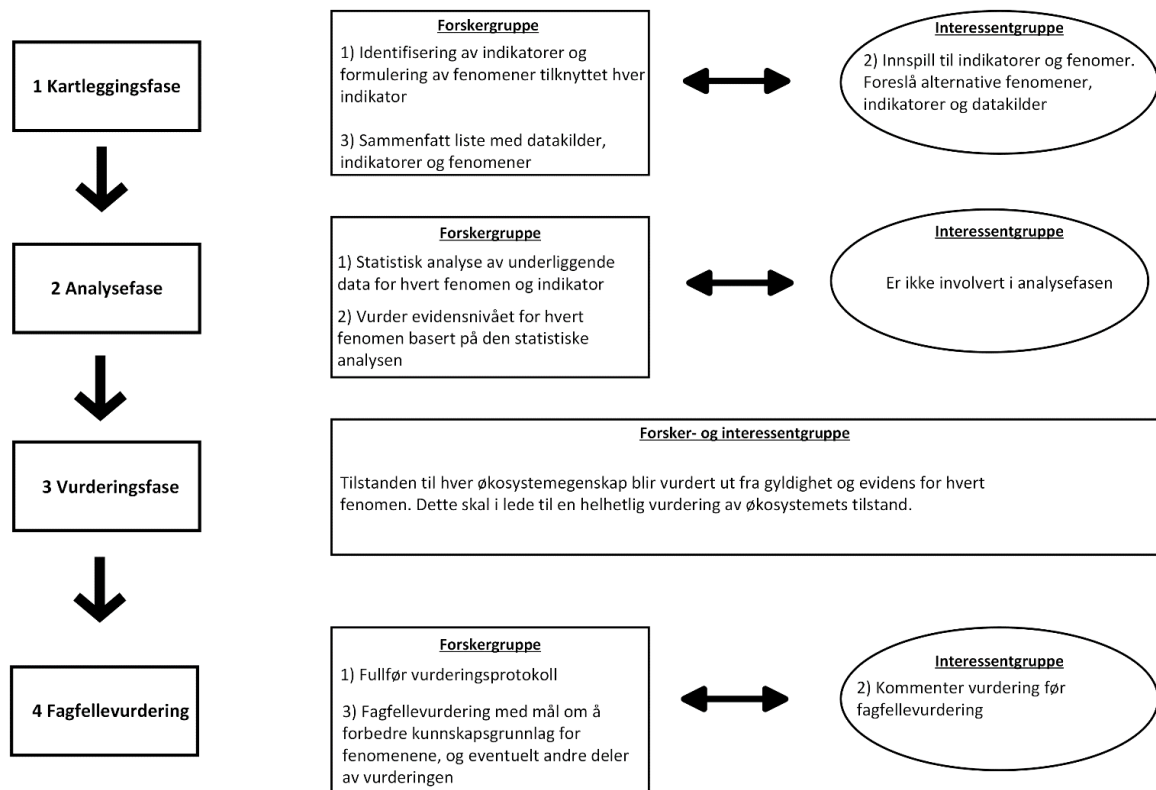 1 Kartleggingsfase
Forskergruppe
1) Identifisering av indikatorer og
formulering av fenomener tilknyttet hver
indikator
3) Sammenfatt liste med datakilder,
indikatorer og fenomener
Interessentgruppe
2) Innspill til indikatorer og fenomer.
Foreslå alternative fenomener,
indikatorer og datakilder
2 Analysefase
Forskergruppe
1) Statistisk analyse av underliggende
data for hvert fenomen og indikator
2) Vurder evidensnivået for hvert
fenomen basert på den statistiske
analysen
Interessentgruppe
Er ikke involvert i analysefasen
3 Vurderingsfase
Forsker- og interessentgruppe
Tilstanden til hver økosystemegenskap blir vurdert ut fra gyldighet og evidens for hvert
fenomen. Dette skal i lede til en helhetlig vurdering av økosystemets tilstand.
4 Fagfellevurdering
Forskergruppe
1) Fullfør vurderingsprotokoll
3) Fagfellevurdering med mål om å
forbedre kunnskapsgrunnlag for
fenomenene, og eventuelt andre deler
av vurderingen
Interessentgruppe
2) Kommenter vurdering før
fagfellevurdering